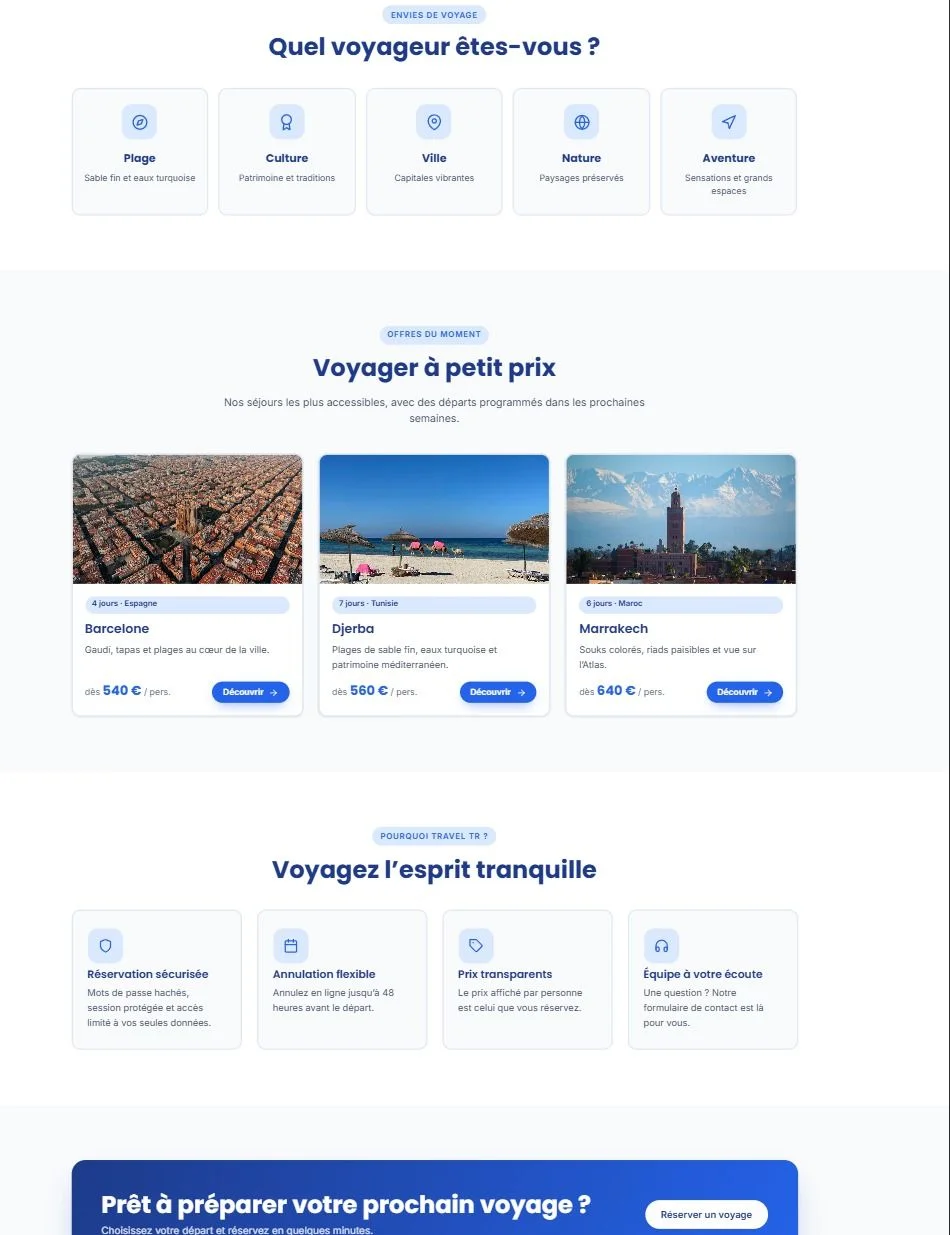 ENVIES DE VOYAGE
Quel voyageur êtes-vous ?
Plage
Sable fin et eaux turquoise
Culture
Patrimoine et traditions
Ville
Capitales vibrantes
Nature
Paysages préservés
Aventure
Sensations et grands
espaces
OFFRES DU MOMENT
Voyager à petit prix
Nos séjours les plus accessibles, avec des départs programmés dans les prochaines
semaines.
4 jours · Espagne
Barcelone
Gaudí, tapas et plages au cœur de la ville.
dès 540 € / pers.
Découvrir →
7 jours · Tunisie
Djerba
Plages de sable fin, eaux turquoise et
patrimoine méditerranéen.
dès 560 € / pers.
Découvrir →
6 jours · Maroc
Marrakech
Souks colorés, riads paisibles et vue sur
l’Atlas.
dès 640 € / pers.
Découvrir →
POURQUOI TRAVEL TR ?
Voyagez l’esprit tranquille
Réservation sécurisée
Mots de passe hachés,
session protégée et accès
limité à vos seules données.
Annulation flexible
Annulez en ligne jusqu’à 48
heures avant le départ.
Prix transparents
Le prix affiché par personne
est celui que vous réservez.
Équipe à votre écoute
Une question ? Notre
formulaire de contact est là
pour vous.
Prêt à préparer votre prochain voyage ?
Choisissez votre départ et réservez en quelques minutes.
Réserver un voyage